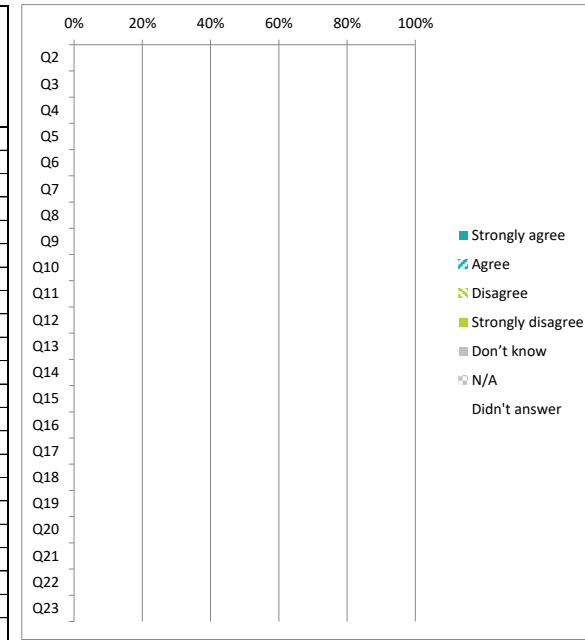 0% 20% 40% 60% 80% 100%
Q2
Q3
Q4
Q5
Q6
Q7
Q8
Q9
Q10
Q11
Q12
Q13
Q14
Q15
Q16
Q17
Q18
Q19
Q20
Q21
Q22
Q23
Strongly agree
Agree
Disagree
Strongly disagree
Don’t know
N/A
Didn't answer